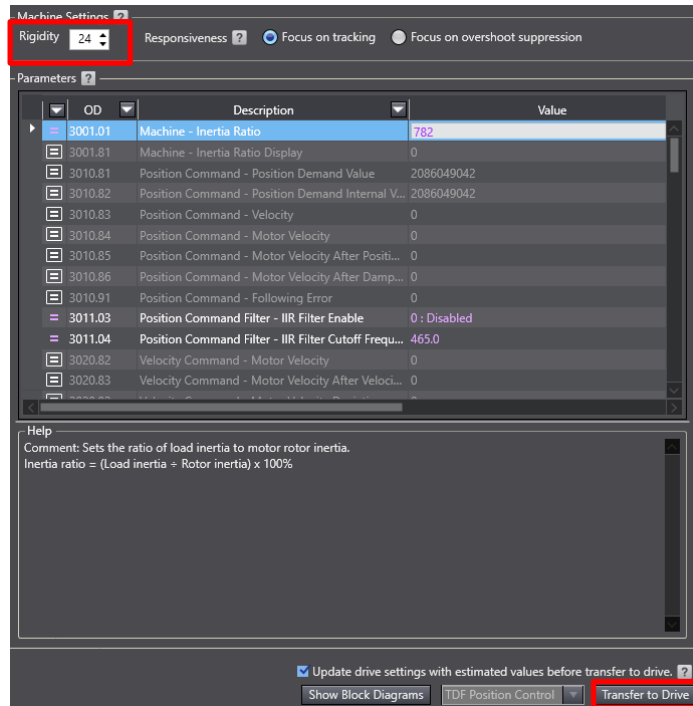 Machine Settings ?
Rigidity 24 Responsiveness ? Focus on tracking Focus on overshoot suppression
Parameters ?
OD Description Value
= 3001.01 Machine - Inertia Ratio 782
= 3001.81 Machine - Inertia Ratio Display 0
= 3010.81 Position Command - Position Demand Value 2086049042
= 3010.82 Position Command - Position Demand Internal V... 2086049042
= 3010.83 Position Command - Velocity 0
= 3010.84 Position Command - Motor Velocity 0
= 3010.85 Position Command - Motor Velocity After Positi... 0
= 3010.86 Position Command - Motor Velocity After Damp... 0
= 3010.91 Position Command - Following Error 0
= 3011.03 Position Command Filter - IIR Filter Enable 0 : Disabled
= 3011.04 Position Command Filter - IIR Filter Cutoff Frequ... 465.0
= 3020.82 Velocity Command - Motor Velocity 0
= 3020.83 Velocity Command - Motor Velocity After Veloci... 0
Help
Comment: Sets the ratio of load inertia to motor rotor inertia.
Inertia ratio = (Load inertia ÷ Rotor inertia) x 100%
Update drive settings with estimated values before transfer to drive. ?
Show Block Diagrams TDF Position Control Transfer to Drive